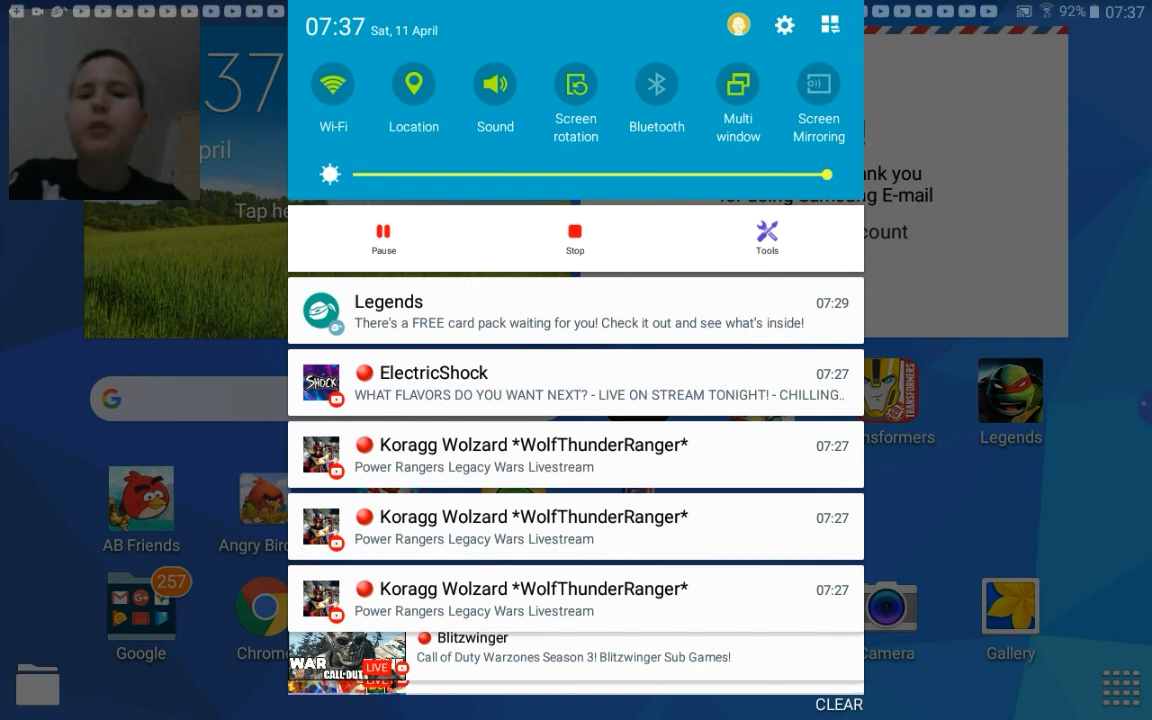 92% 07:37
07:37 Sat, 11 April
37
pril
Wi-Fi
Location
Sound
Screen
rotation
Bluetooth
Multi
window
Screen
Mirroring
Tap he
ank you
for using Samsung E-mail
count
Pause
Stop
Tools
Legends
07:29
There's a FREE card pack waiting for you! Check it out and see what's inside!
ElectricShock
07:27
WHAT FLAVORS DO YOU WANT NEXT? - LIVE ON STREAM TONIGHT! - CHILLING..
SHOCK
Koragg Wolzard *WolfThunderRanger*
07:27
Power Rangers Legacy Wars Livestream
Koragg Wolzard *WolfThunderRanger*
07:27
Power Rangers Legacy Wars Livestream
Koragg Wolzard *WolfThunderRanger*
07:27
Power Rangers Legacy Wars Livestream
Blitzwinger
Call of Duty Warzones Season 3! Blitzwinger Sub Games!
WAR
CALL·OF·DUT
LIVE
LIVE
CLEAR
G
TRANSFORMERS
nsformers
Legends
AB Friends
Angry Bir
257
Google
Chrom
Camera
Gallery